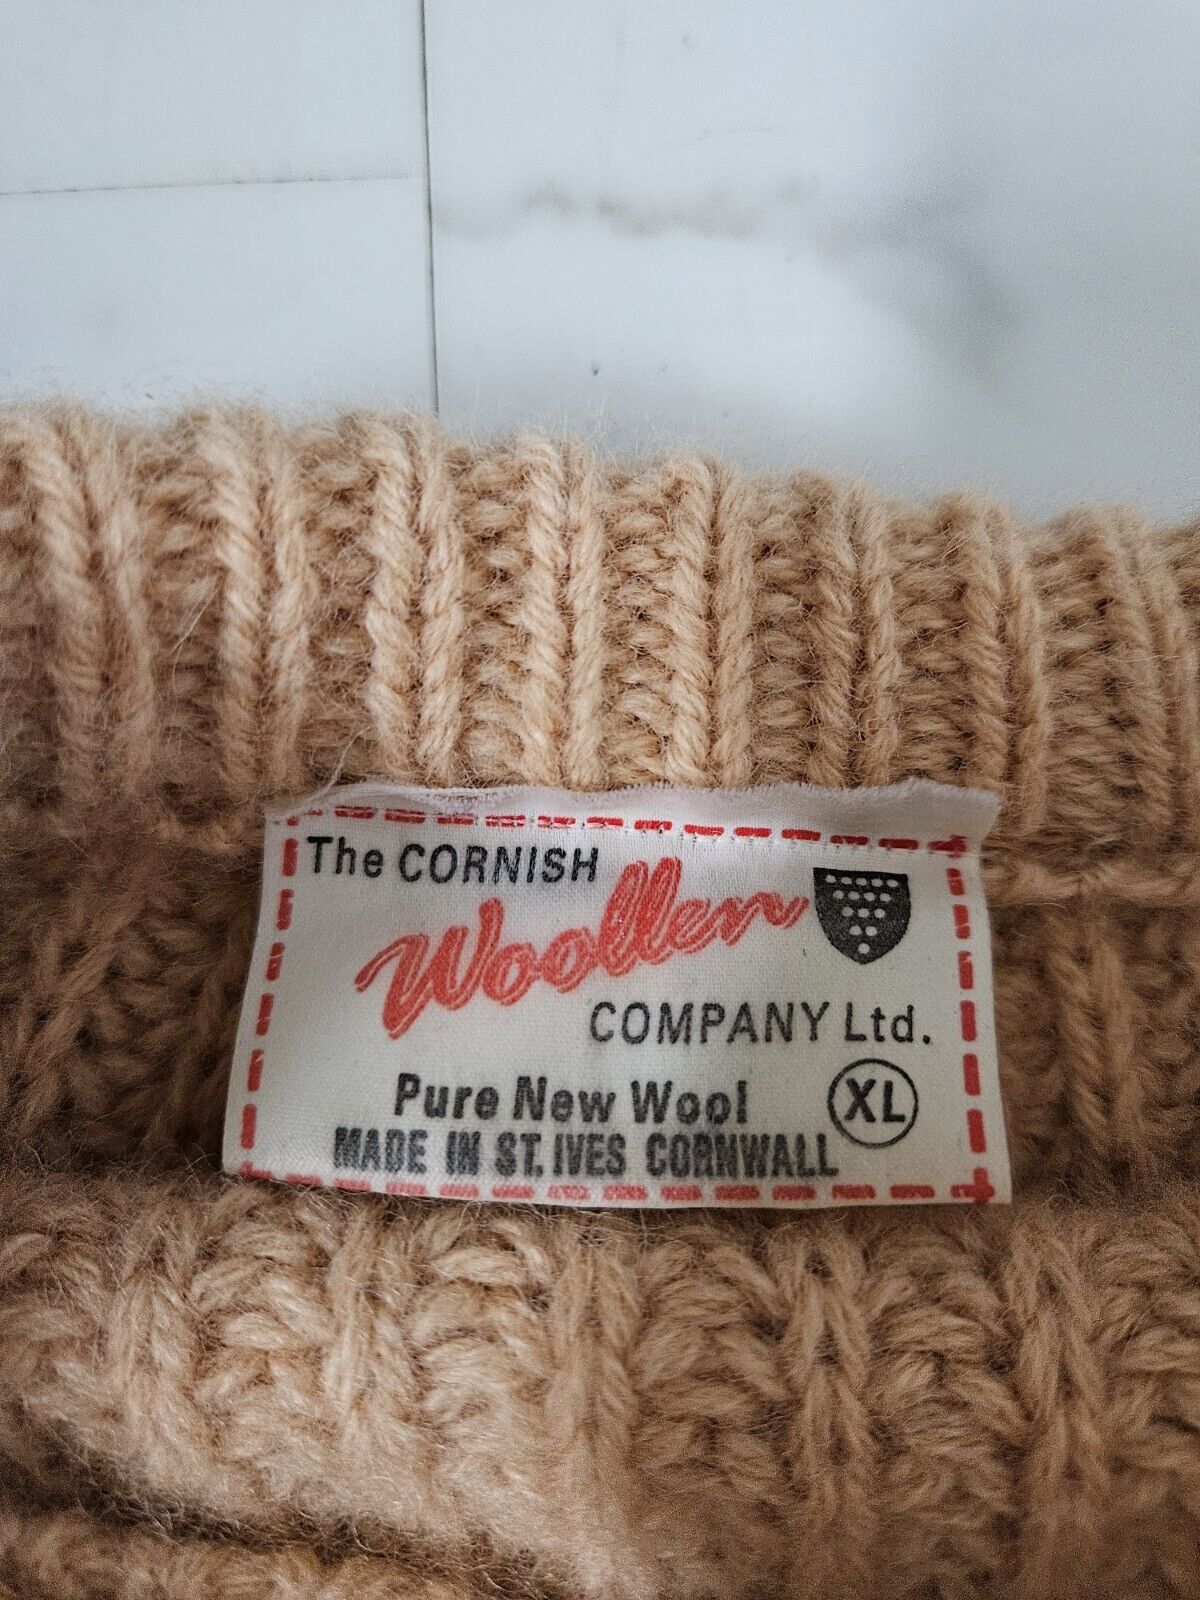 The CORNISH
Woollen
COMPANY Ltd.
Pure New Wool XL
MADE IN ST. IVES CORNWALL